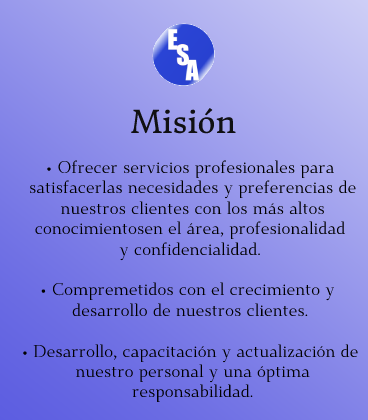 E
S
A
Misión
• Ofrecer servicios profesionales para
satisfacerlas necesidades y preferencias de
nuestros clientes con los más altos
conocimientosen el área, profesionalidad
y confidencialidad.
• Compremetidos con el crecimiento y
desarrollo de nuestros clientes.
• Desarrollo, capacitación y actualización de
nuestro personal y una óptima
responsabilidad.